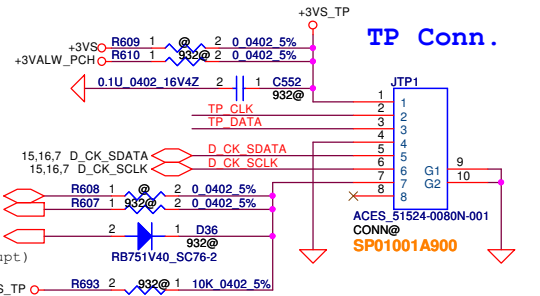 +3VS_TP
TP Conn.
+3VS R609 1 @ 2 0_0402_5%
+3VALW_PCH R610 1 932@ 2 0_0402_5%
0.1U_0402_16V4Z 2 1 C552
932@
JTP1
1 1
TP_CLK 2 2
TP_DATA 3 3
4 4
15,16,7 D_CK_SDATA D_CK_SDATA 5 5
15,16,7 D_CK_SCLK D_CK_SCLK 6 6
7 7
8 8
G1 9
G2 10
R608 1 @ 2 0_0402_5%
R607 1 932@ 2 0_0402_5%
2 1 D36
932@
RB751V40_SC76-2
ACES_51524-0080N-001
CONN@
SP01001A900
upt)
S_TP R693 2 932@ 1 10K_0402_5%